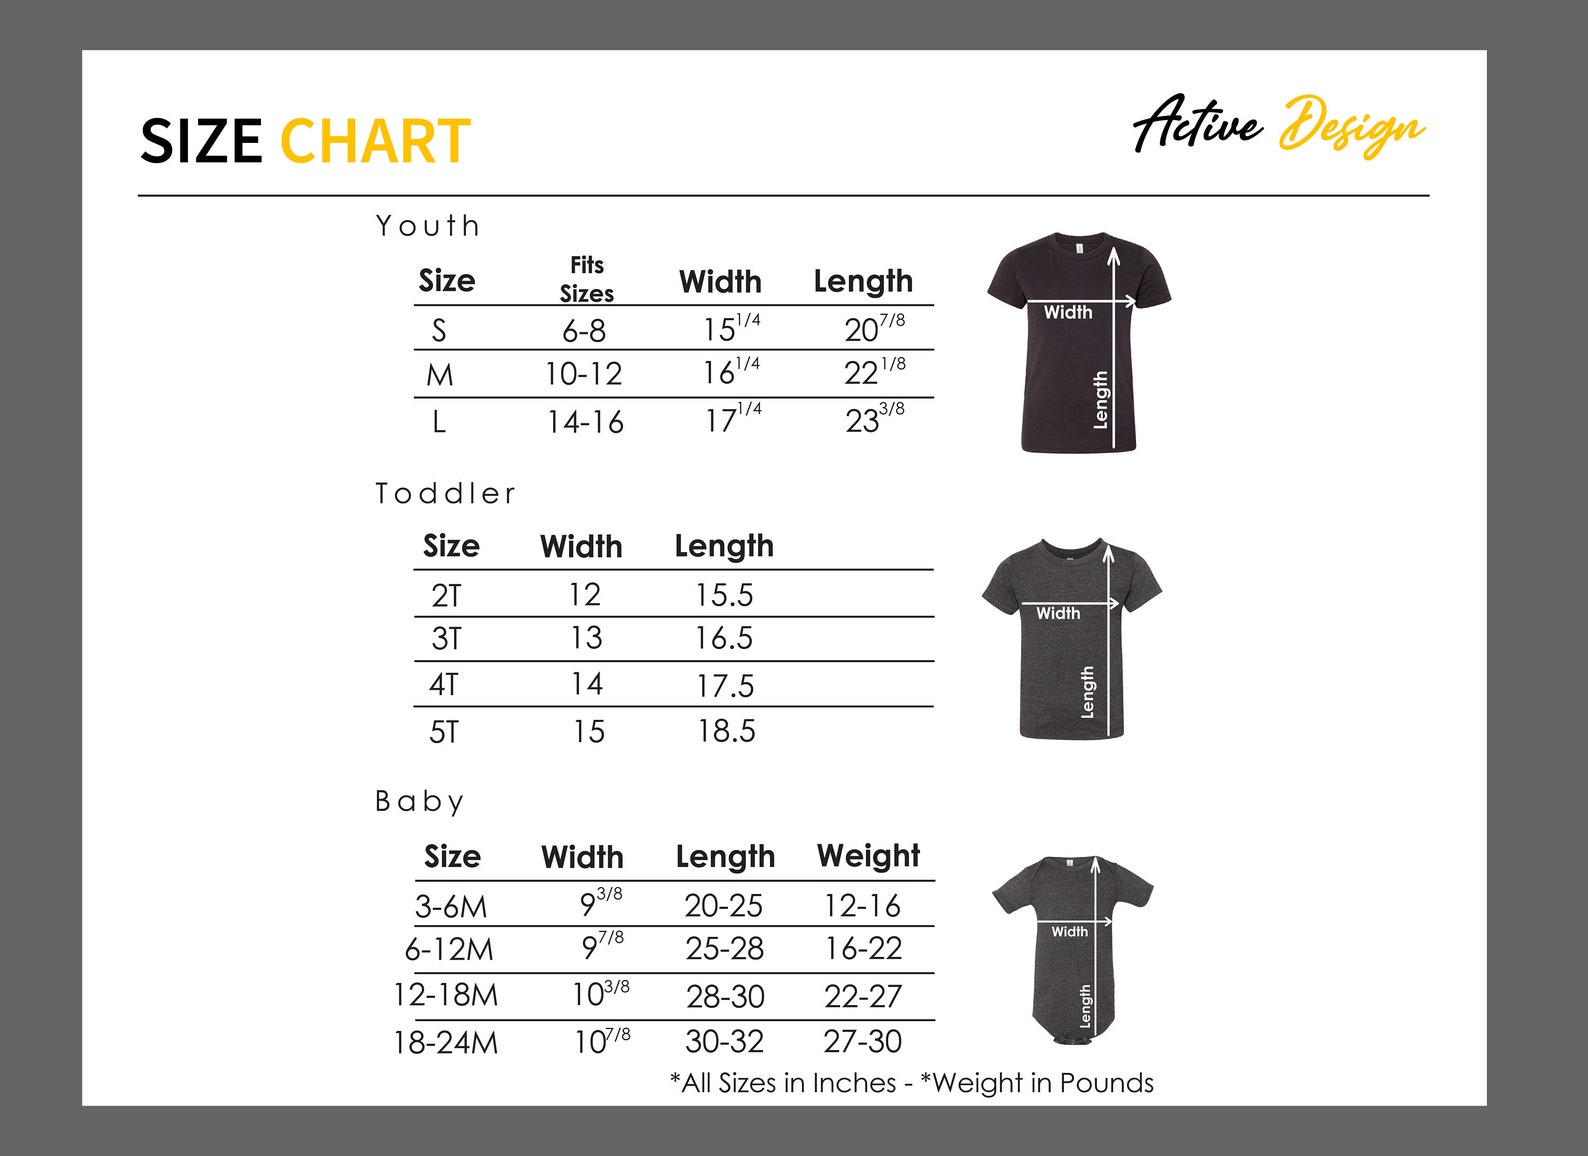 SIZE CHART
Active Design
Youth
Size Fits Sizes Width Length
S 6-8 15 1/4 20 7/8
M 10-12 16 1/4 22 1/8
L 14-16 17 1/4 23 3/8
Width
Length
Toddler
Size Width Length
2T 12 15.5
3T 13 16.5
4T 14 17.5
5T 15 18.5
Width
Length
Baby
Size Width Length Weight
3-6M 9 3/8 20-25 12-16
6-12M 9 7/8 25-28 16-22
12-18M 10 3/8 28-30 22-27
18-24M 10 7/8 30-32 27-30
Width
Length
*All Sizes in Inches - *Weight in Pounds